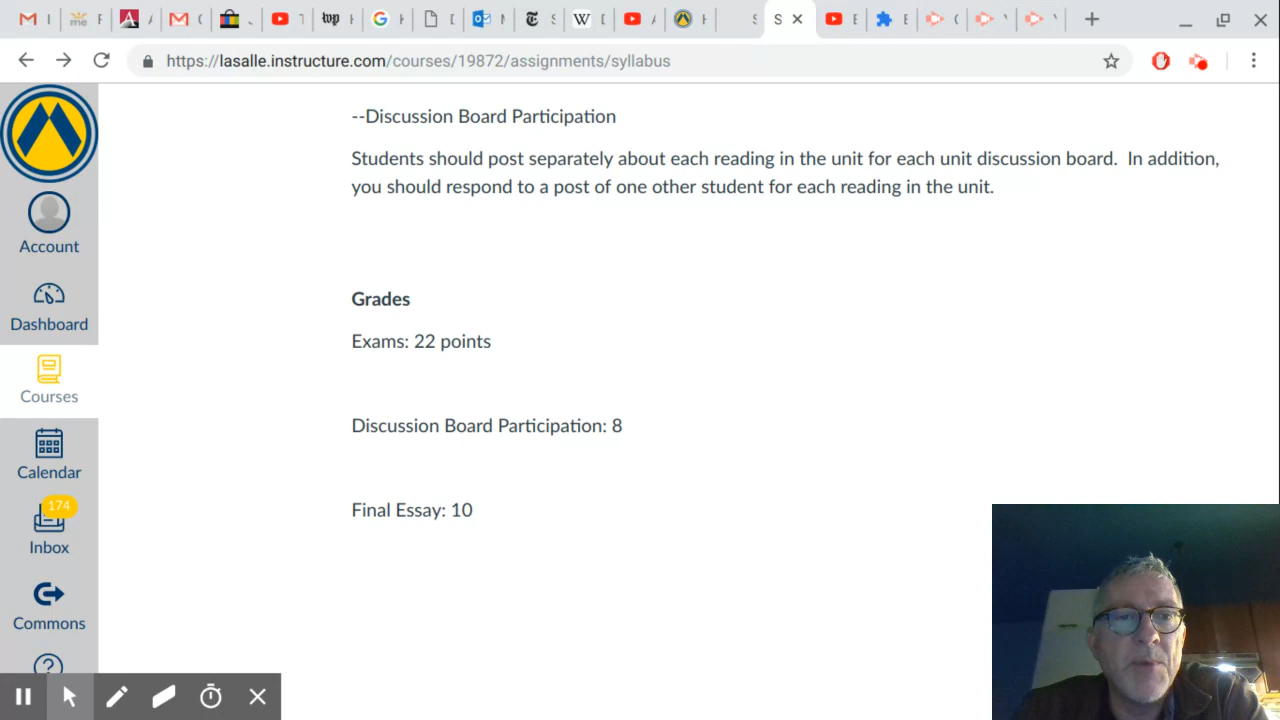 https://lasalle.instructure.com/courses/19872/assignments/syllabus
--Discussion Board Participation
Students should post separately about each reading in the unit for each unit discussion board. In addition,
you should respond to a post of one other student for each reading in the unit.
Account
Dashboard
Grades
Exams: 22 points
Courses
Discussion Board Participation: 8
Calendar
174
Inbox
Final Essay: 10
Commons